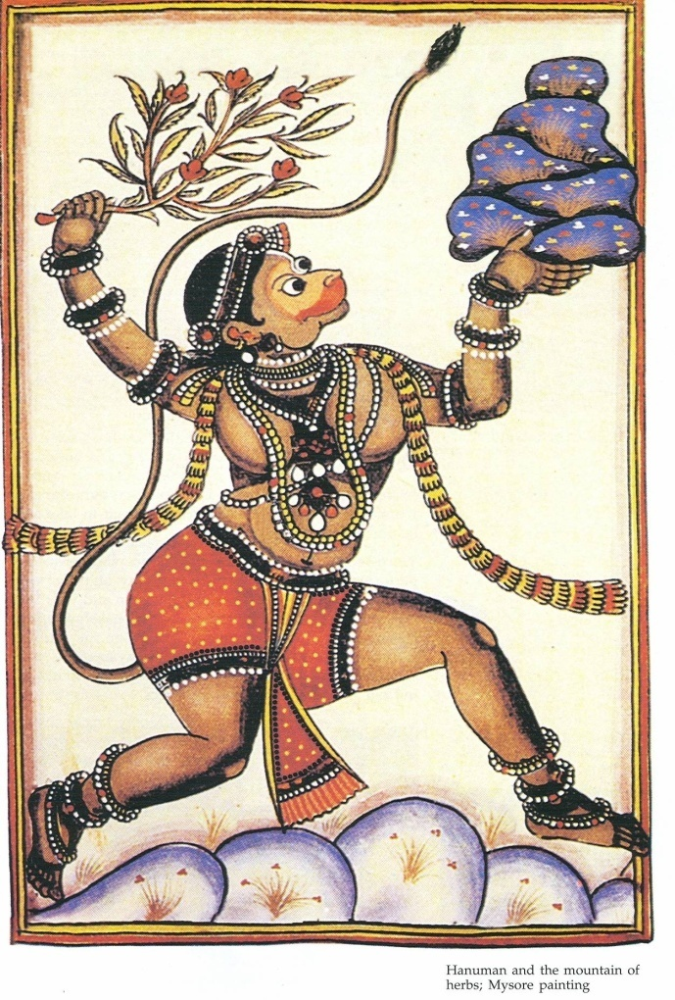 Hanuman and the mountain of
herbs; Mysore painting